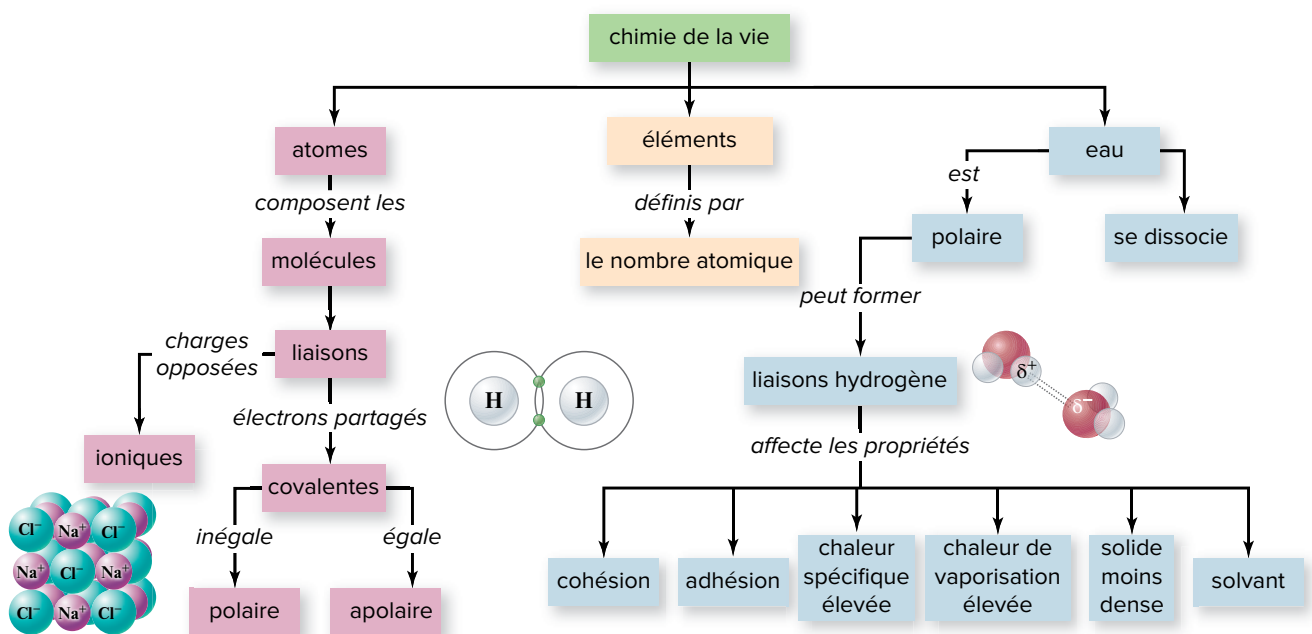 chimie de la vie
atomes
éléments
eau
composent les
définis par
est
molécules
le nombre atomique
polaire
se dissocie
peut former
charges
opposées
liaisons
liaisons hydrogène
H
H
δ⁺
δ⁻
électrons partagés
affecte les propriétés
ioniques
covalentes
inégale
égale
Cl⁻
Na⁺
Cl⁻
Na⁺
Cl⁻
Na⁺
Cl⁻
Na⁺
Cl⁻
polaire
apolaire
cohésion
adhésion
chaleur
spécifique
élevée
chaleur de
vaporisation
élevée
solide
moins
dense
solvant